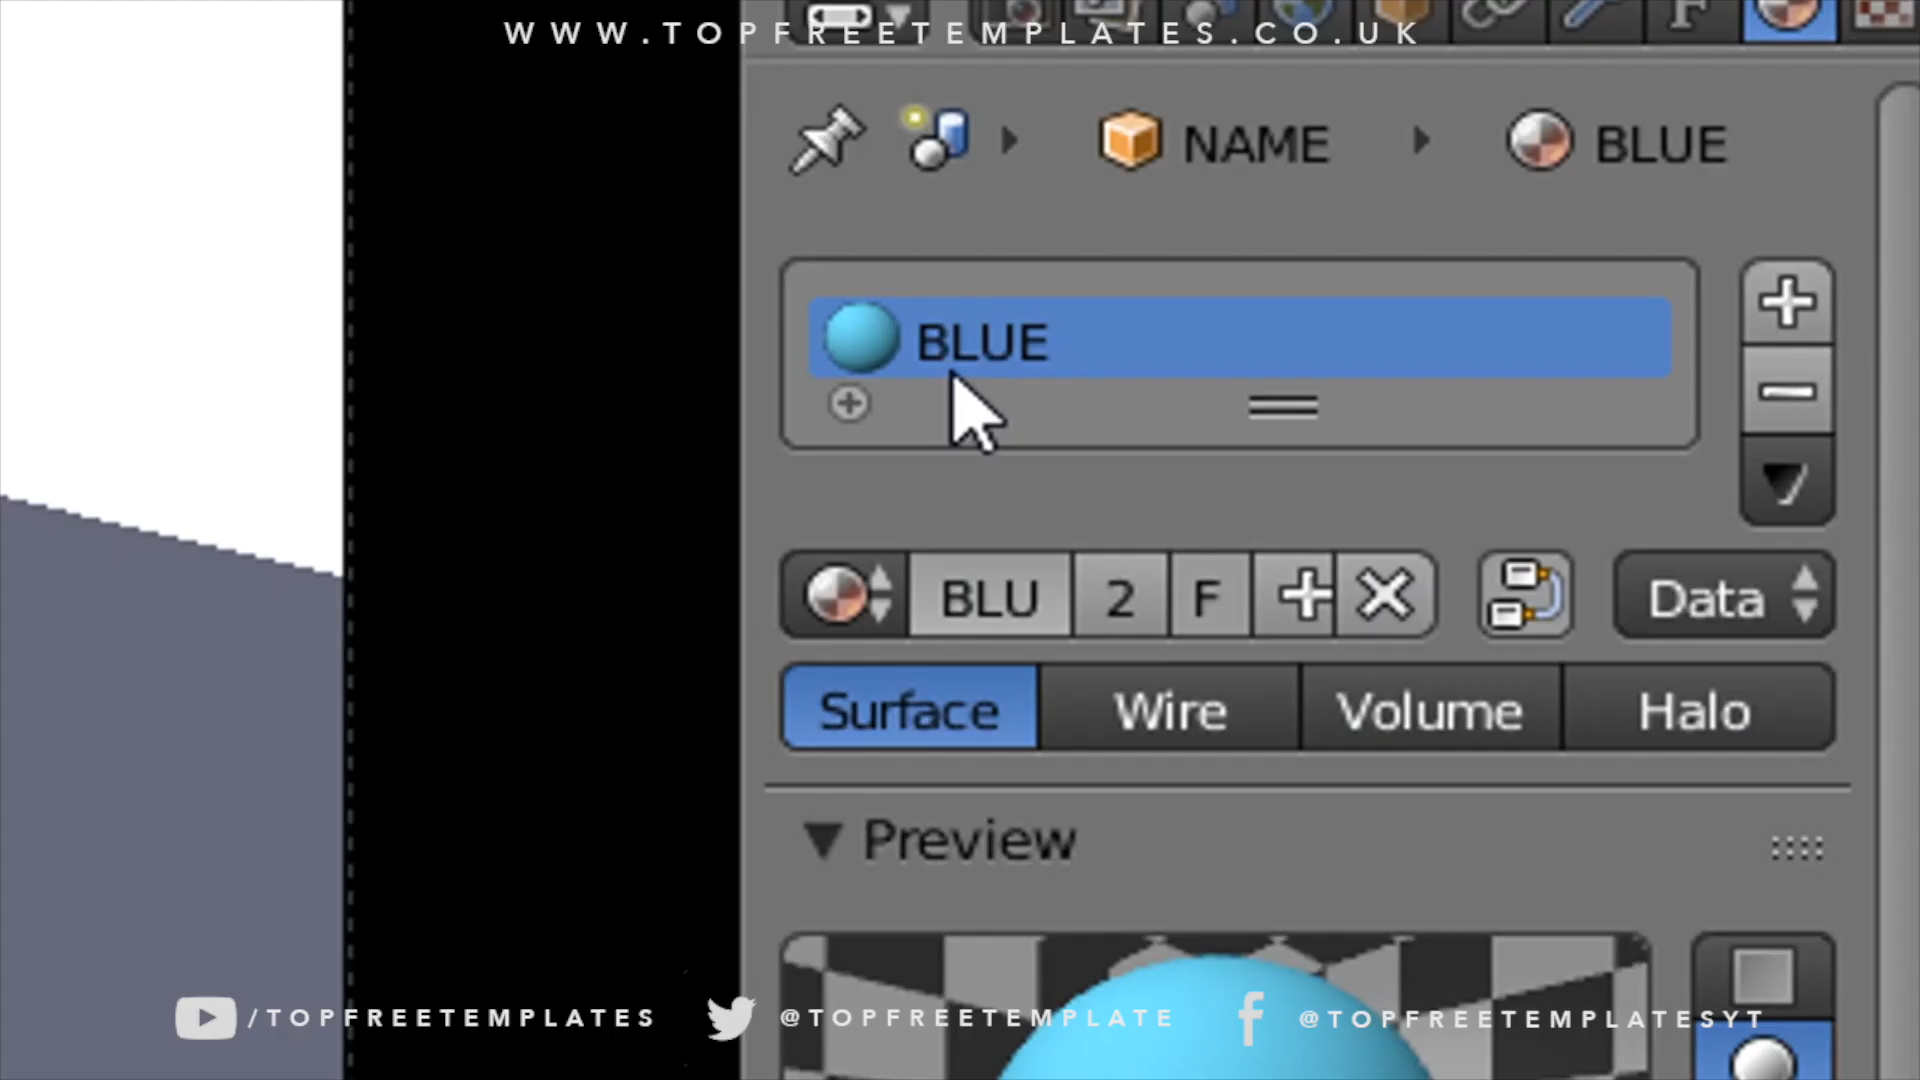 WWW.TOPFREETEMPLATES.CO.UK
F
NAME BLUE
BLUE
BLU 2 F Data
Surface Wire Volume Halo
Preview
/TOPFREETEMPLATES @TOPFREETEMPLATE @TOPFREETEMPLATESYT